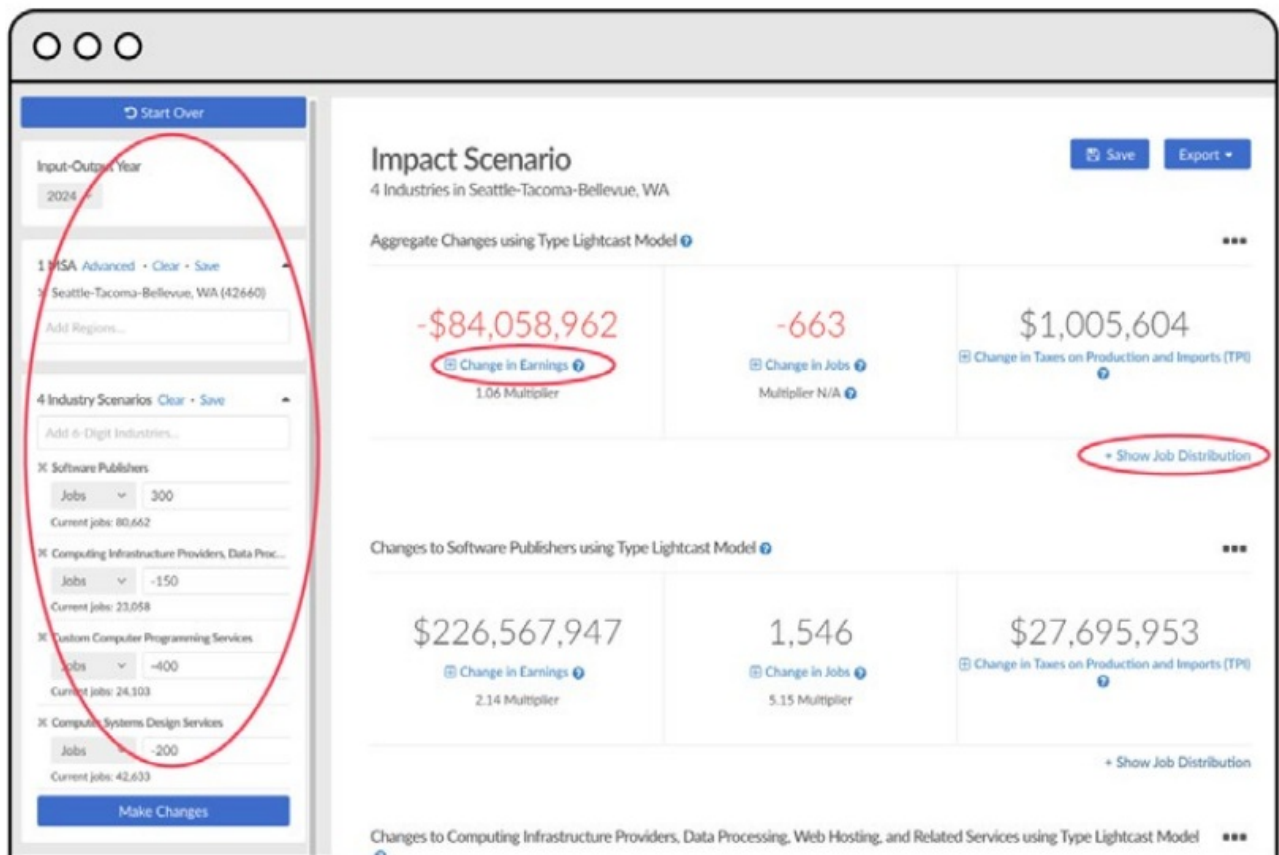 Start Over
Input-Output Year
2024
1 MSA Advanced · Clear · Save
Seattle-Tacoma-Bellevue, WA (42660)
Add Regions...
4 Industry Scenarios Clear · Save
Add 6-Digit Industries...
Software Publishers
Jobs 300
Current jobs: 80,662
Computing Infrastructure Providers, Data Proc...
Jobs -150
Current jobs: 23,058
Custom Computer Programming Services
Jobs -400
Current jobs: 24,103
Computer Systems Design Services
Jobs -200
Current jobs: 42,633
Make Changes
Impact Scenario
Save Export
4 Industries in Seattle-Tacoma-Bellevue, WA
Aggregate Changes using Type Lightcast Model
-$84,058,962
Change in Earnings
1.06 Multiplier
-663
Change in Jobs
Multiplier N/A
$1,005,604
Change in Taxes on Production and Imports (TPI)
+ Show Job Distribution
Changes to Software Publishers using Type Lightcast Model
$226,567,947
Change in Earnings
2.14 Multiplier
1,546
Change in Jobs
5.15 Multiplier
$27,695,953
Change in Taxes on Production and Imports (TPI)
+ Show Job Distribution
Changes to Computing Infrastructure Providers, Data Processing, Web Hosting, and Related Services using Type Lightcast Model